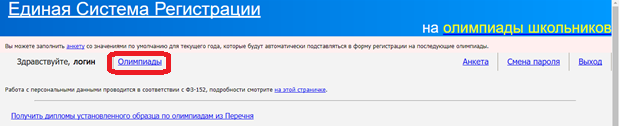 Единая Система Регистрации
на олимпиады школьников
Вы можете заполнить анкету со значениями по умолчанию для текущего года, которые будут автоматически подставляться в форму регистрации на последующие олимпиады.
Здравствуйте, логин Олимпиады Анкета Смена пароля Выход
Работа с персональными данными проводится в соответствии с ФЗ-152, подробности смотрите на этой страничке.
Получить дипломы установленного образца по олимпиадам из Перечня